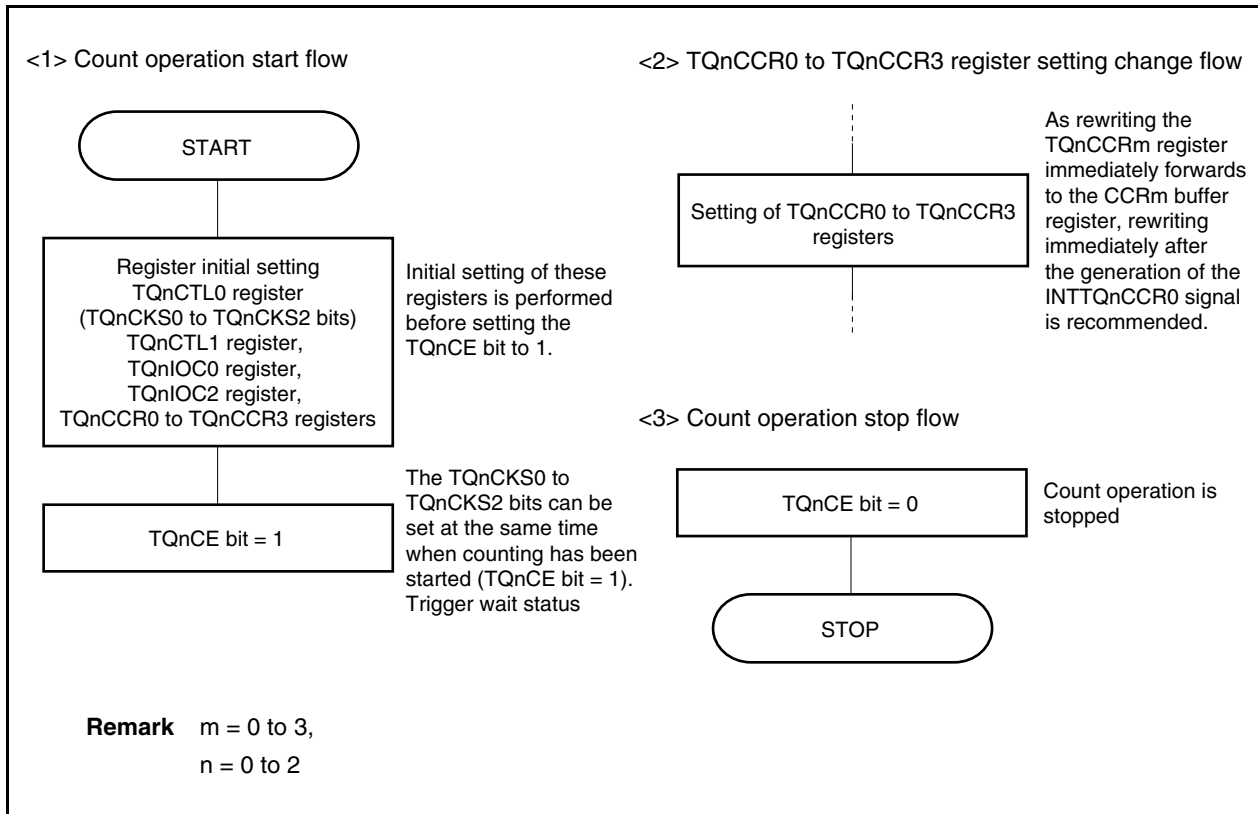 <1> Count operation start flow
START
Register initial setting
TQnCTL0 register
(TQnCKS0 to TQnCKS2 bits)
TQnCTL1 register,
TQnIOC0 register,
TQnIOC2 register,
TQnCCR0 to TQnCCR3 registers
Initial setting of these
registers is performed
before setting the
TQnCE bit to 1.
TQnCE bit = 1
The TQnCKS0 to
TQnCKS2 bits can be
set at the same time
when counting has been
started (TQnCE bit = 1).
Trigger wait status
<2> TQnCCR0 to TQnCCR3 register setting change flow
Setting of TQnCCR0 to TQnCCR3
registers
As rewriting the
TQnCCRm register
immediately forwards
to the CCRm buffer
register, rewriting
immediately after
the generation of the
INTTQnCCR0 signal
is recommended.
<3> Count operation stop flow
TQnCE bit = 0
Count operation is
stopped
STOP
Remark m = 0 to 3,
n = 0 to 2